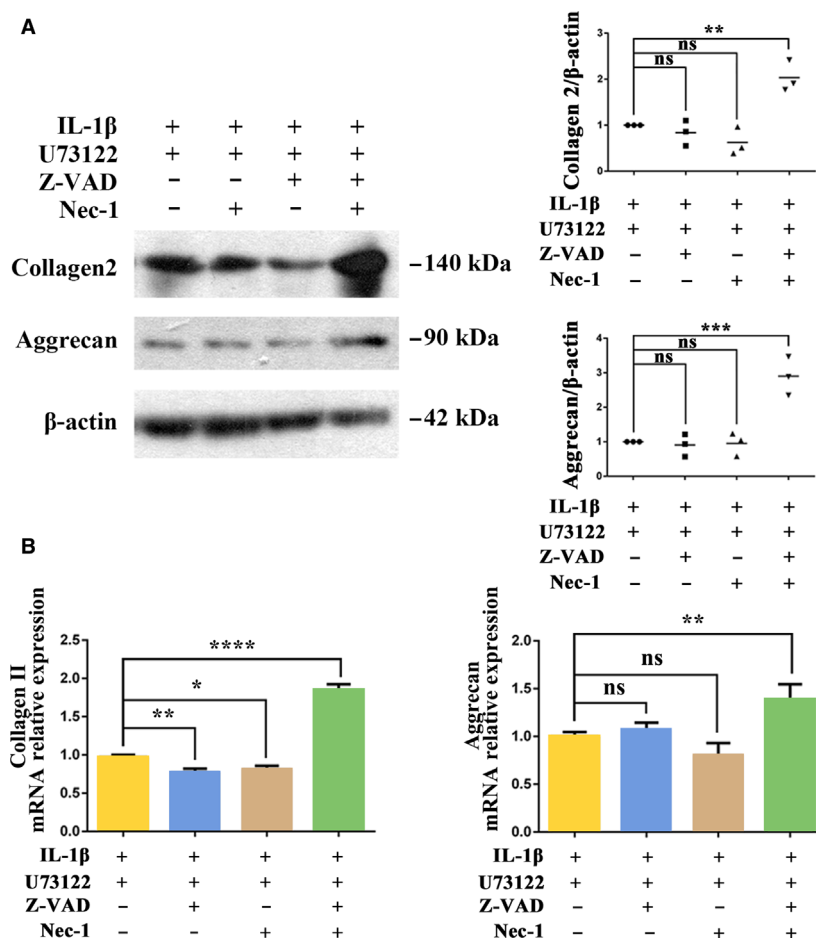 A
IL-1β + + + +
U73122 + + + +
Z-VAD – – + +
Nec-1 – + – +
Collagen2 –140 kDa
Aggrecan –90 kDa
β-actin –42 kDa
Collagen 2/β-actin
3
2
1
0
**
ns
ns
IL-1β + + + +
U73122 + + + +
Z-VAD – + – +
Nec-1 – – + +
Aggrecan/β-actin
4
3
2
1
0
***
ns
ns
IL-1β + + + +
U73122 + + + +
Z-VAD – + – +
Nec-1 – – + +
B
Collagen II
mRNA relative expression
2.5
2.0
1.5
1.0
0.5
0.0
****
*
**
IL-1β + + + +
U73122 + + + +
Z-VAD – + – +
Nec-1 – – + +
Aggrecan
mRNA relative expression
2.0
1.5
1.0
0.5
0.0
**
ns
ns
IL-1β + + + +
U73122 + + + +
Z-VAD – + – +
Nec-1 – – + +